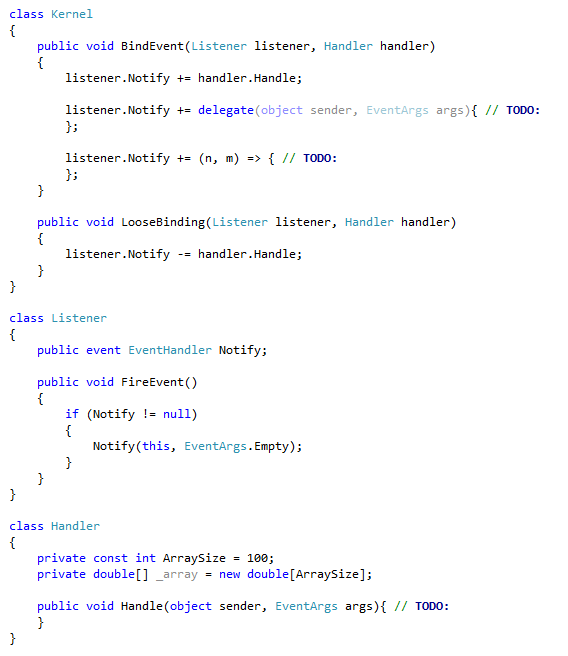 class Kernel
{
    public void BindEvent(Listener listener, Handler handler)
    {
        listener.Notify += handler.Handle;

        listener.Notify += delegate(object sender, EventArgs args){ // TODO:
        };

        listener.Notify += (n, m) => { // TODO:
        };
    }

    public void LooseBinding(Listener listener, Handler handler)
    {
        listener.Notify -= handler.Handle;
    }
}

class Listener
{
    public event EventHandler Notify;

    public void FireEvent()
    {
        if (Notify != null)
        {
            Notify(this, EventArgs.Empty);
        }
    }
}

class Handler
{
    private const int ArraySize = 100;
    private double[] _array = new double[ArraySize];

    public void Handle(object sender, EventArgs args){ // TODO:
    }
}